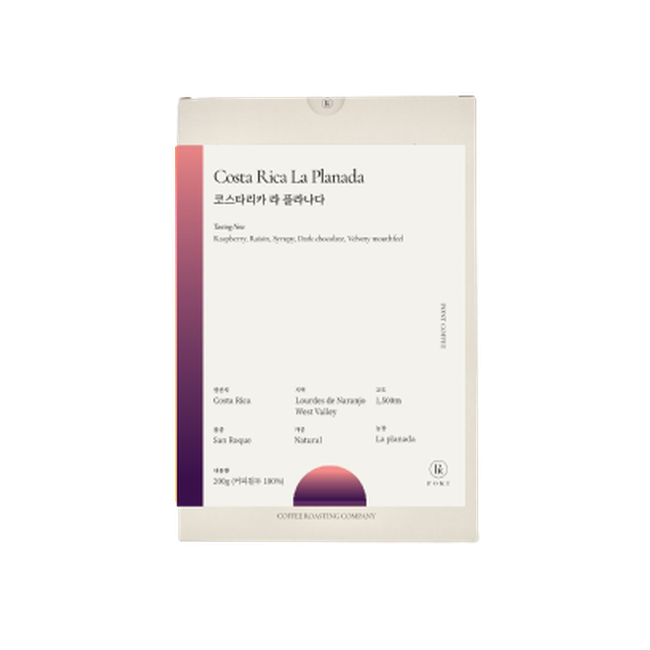 Costa Rica La Planada
코스타리카 라 플라나다
Tasting Note
Raspberry, Raisin, Syrupy, Dark chocolate, Velvety mouthfeel
POINT COFFEE
원산지
지역
고도
Costa Rica
Lourdes de Naranjo
West Valley
1,500m
품종
가공
농장
San Roque
Natural
La planada
내용량
200g (커피원두 100%)
COFFEE ROASTING COMPANY